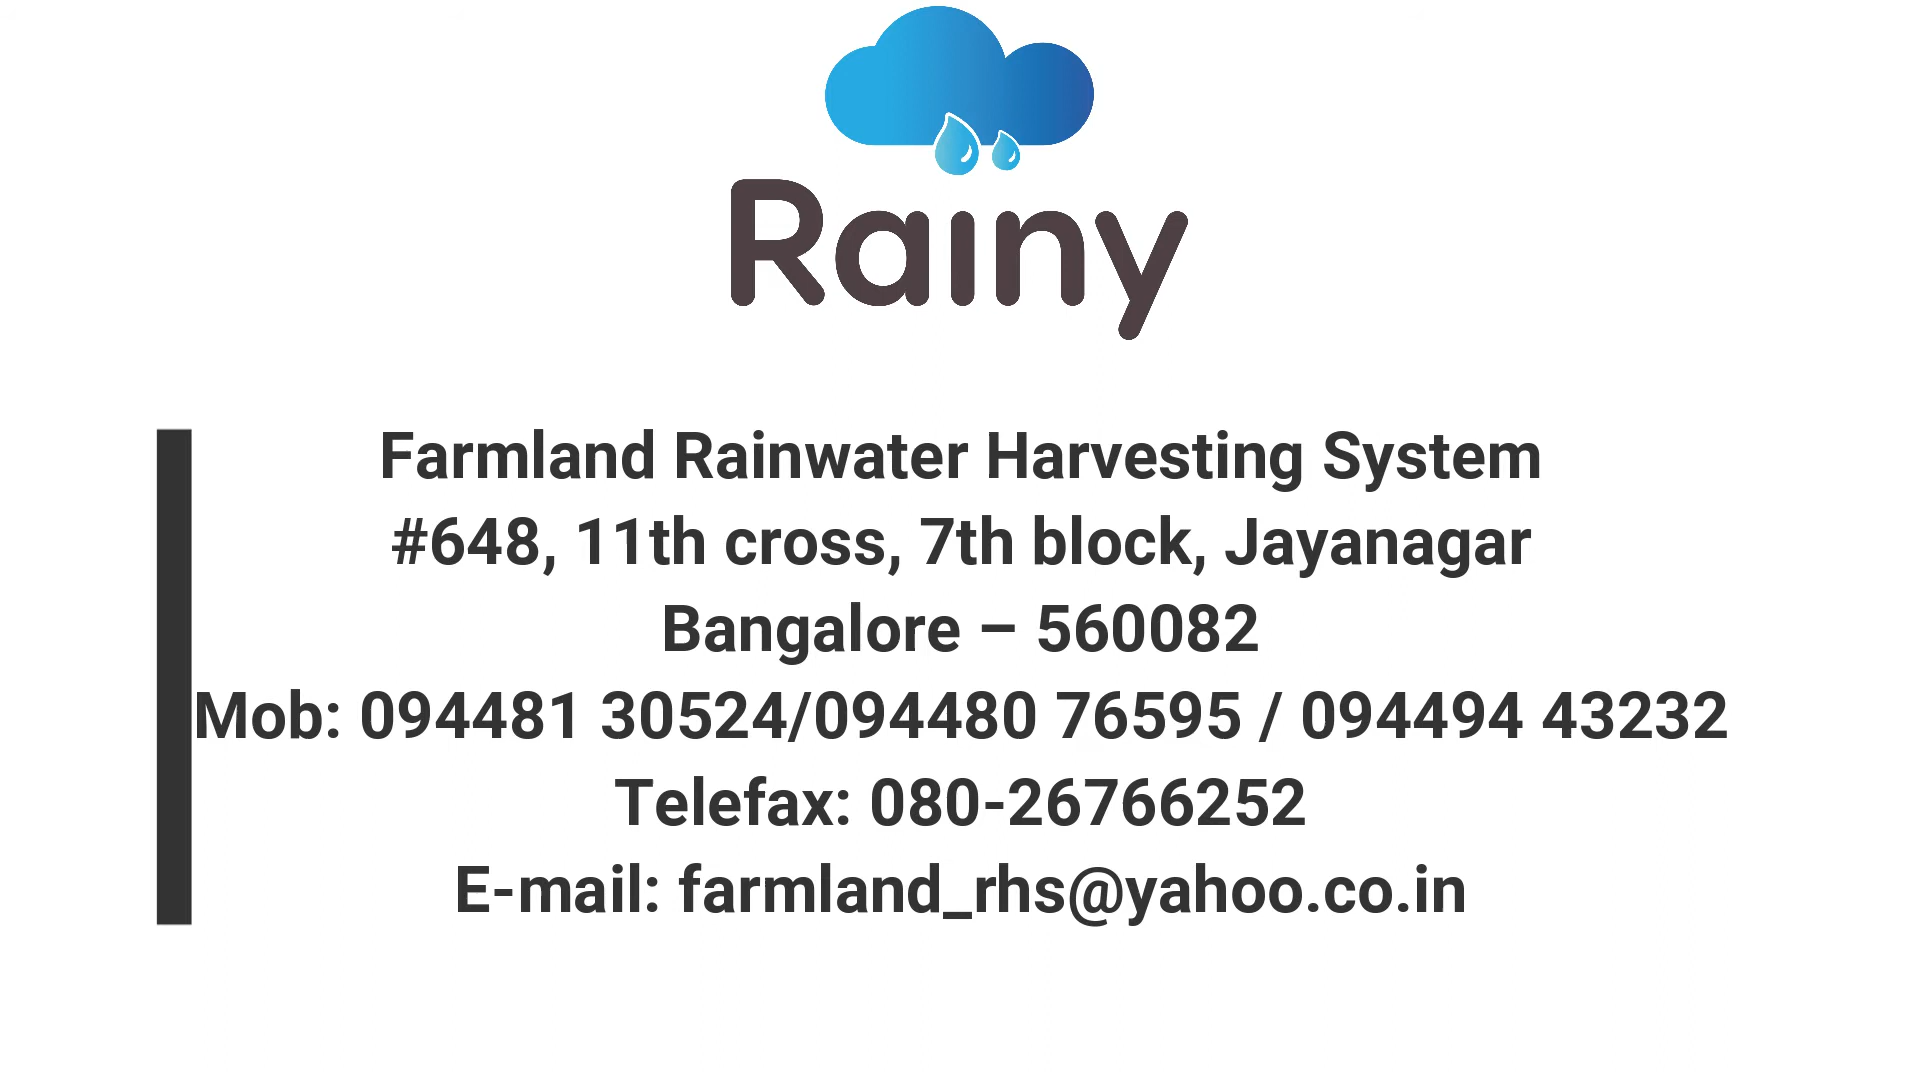 Rainy
Farmland Rainwater Harvesting System
#648, 11th cross, 7th block, Jayanagar
Bangalore – 560082
Mob: 094481 30524/094480 76595 / 094494 43232
Telefax: 080-26766252
E-mail: farmland_rhs@yahoo.co.in